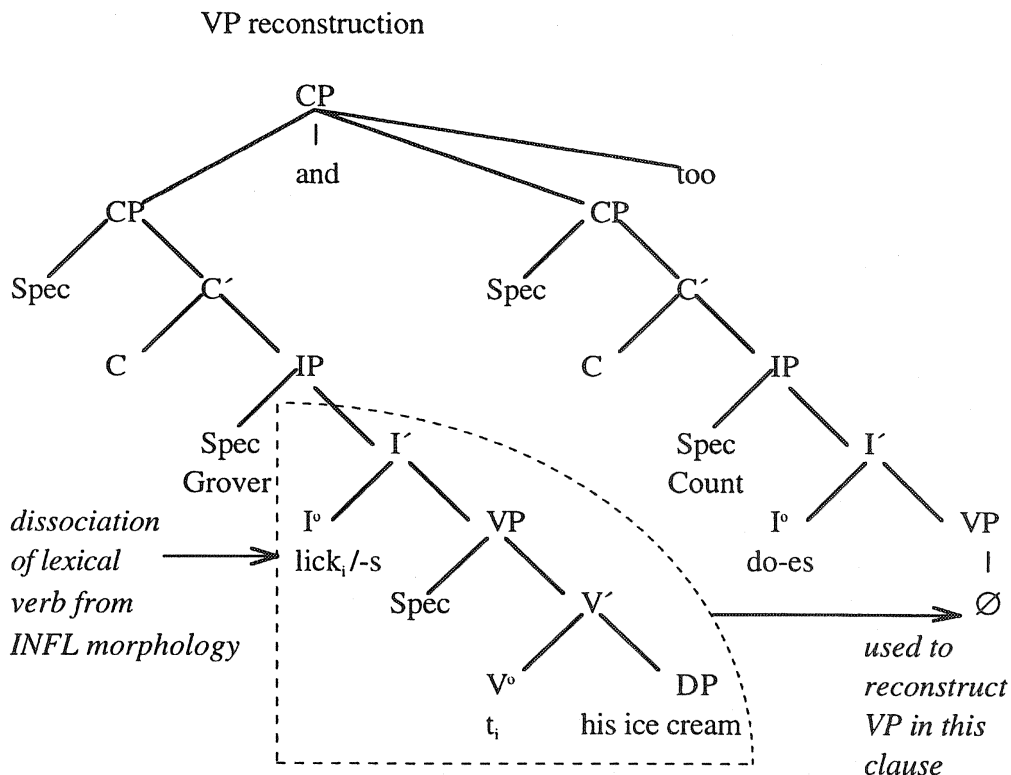 VP reconstruction
CP
and too
CP CP
Spec C´ Spec C´
C IP C IP
Spec I´ Spec I´
Grover Count
dissociation Iº VP Iº VP
of lexical lickᵢ/-s do-es
verb from Spec V´ Ø
INFL morphology used to
Vº DP reconstruct
tᵢ his ice cream VP in this
clause